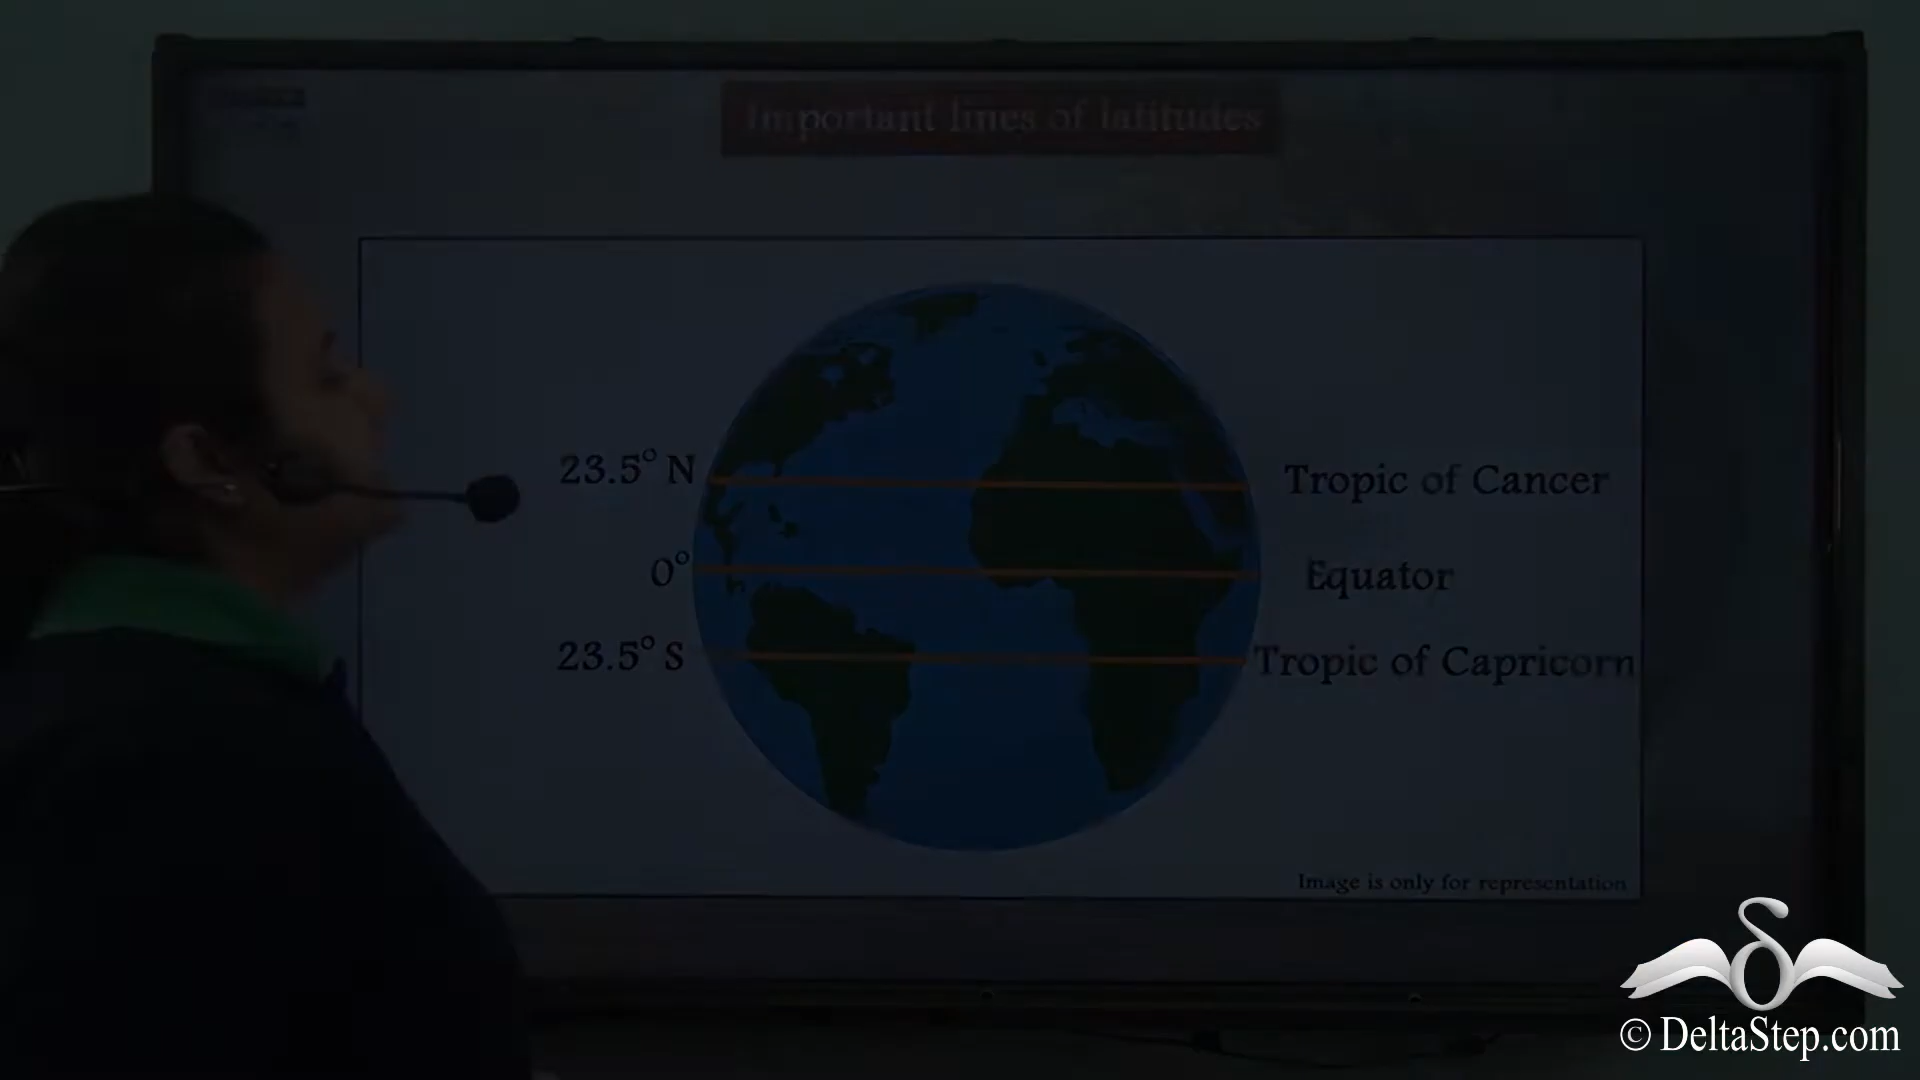 Important lines of latitudes
23.5° N
Tropic of Cancer
0°
Equator
23.5° S
Tropic of Capricorn
Image is only for representation
© DeltaStep.com